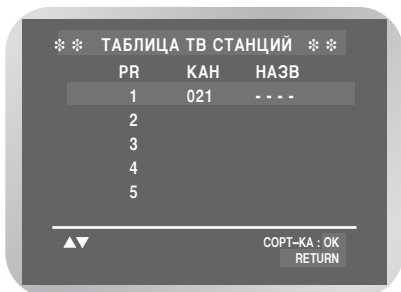 ❇ ❇ ТАБЛИЦА ТВ СТАНЦИЙ ❇ ❇
PR КАН НАЗВ
1 021 - - - -
2
3
4
5
▲▼ СОРТ–КА : OK
RETURN